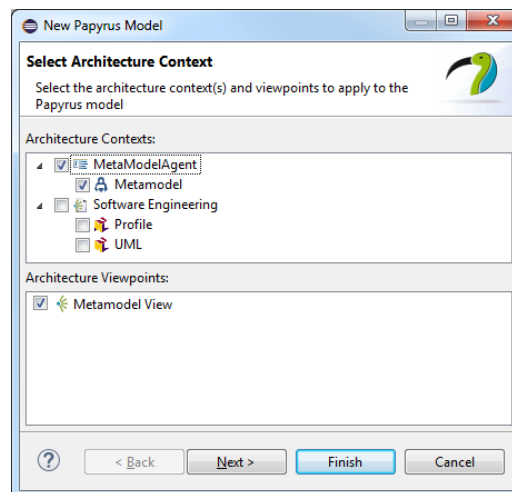 New Papyrus Model
Select Architecture Context
Select the architecture context(s) and viewpoints to apply to the
Papyrus model
Architecture Contexts:
MetaModelAgent
Metamodel
Software Engineering
Profile
UML
Architecture Viewpoints:
Metamodel View
? < Back Next > Finish Cancel